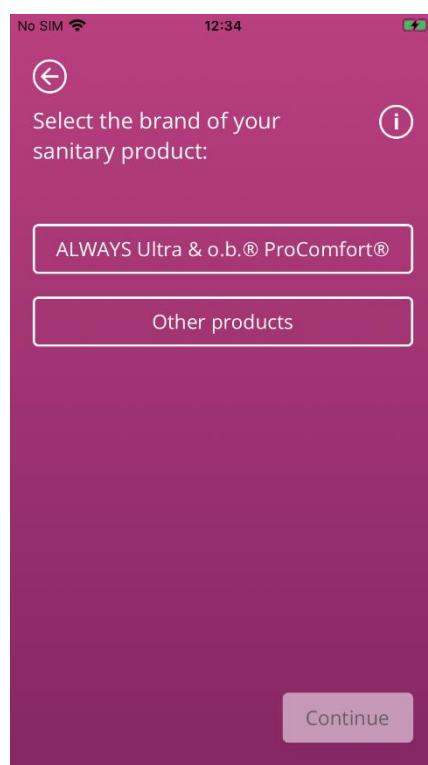 No SIM 12:34
Select the brand of your
sanitary product:
i
ALWAYS Ultra & o.b.® ProComfort®
Other products
Continue